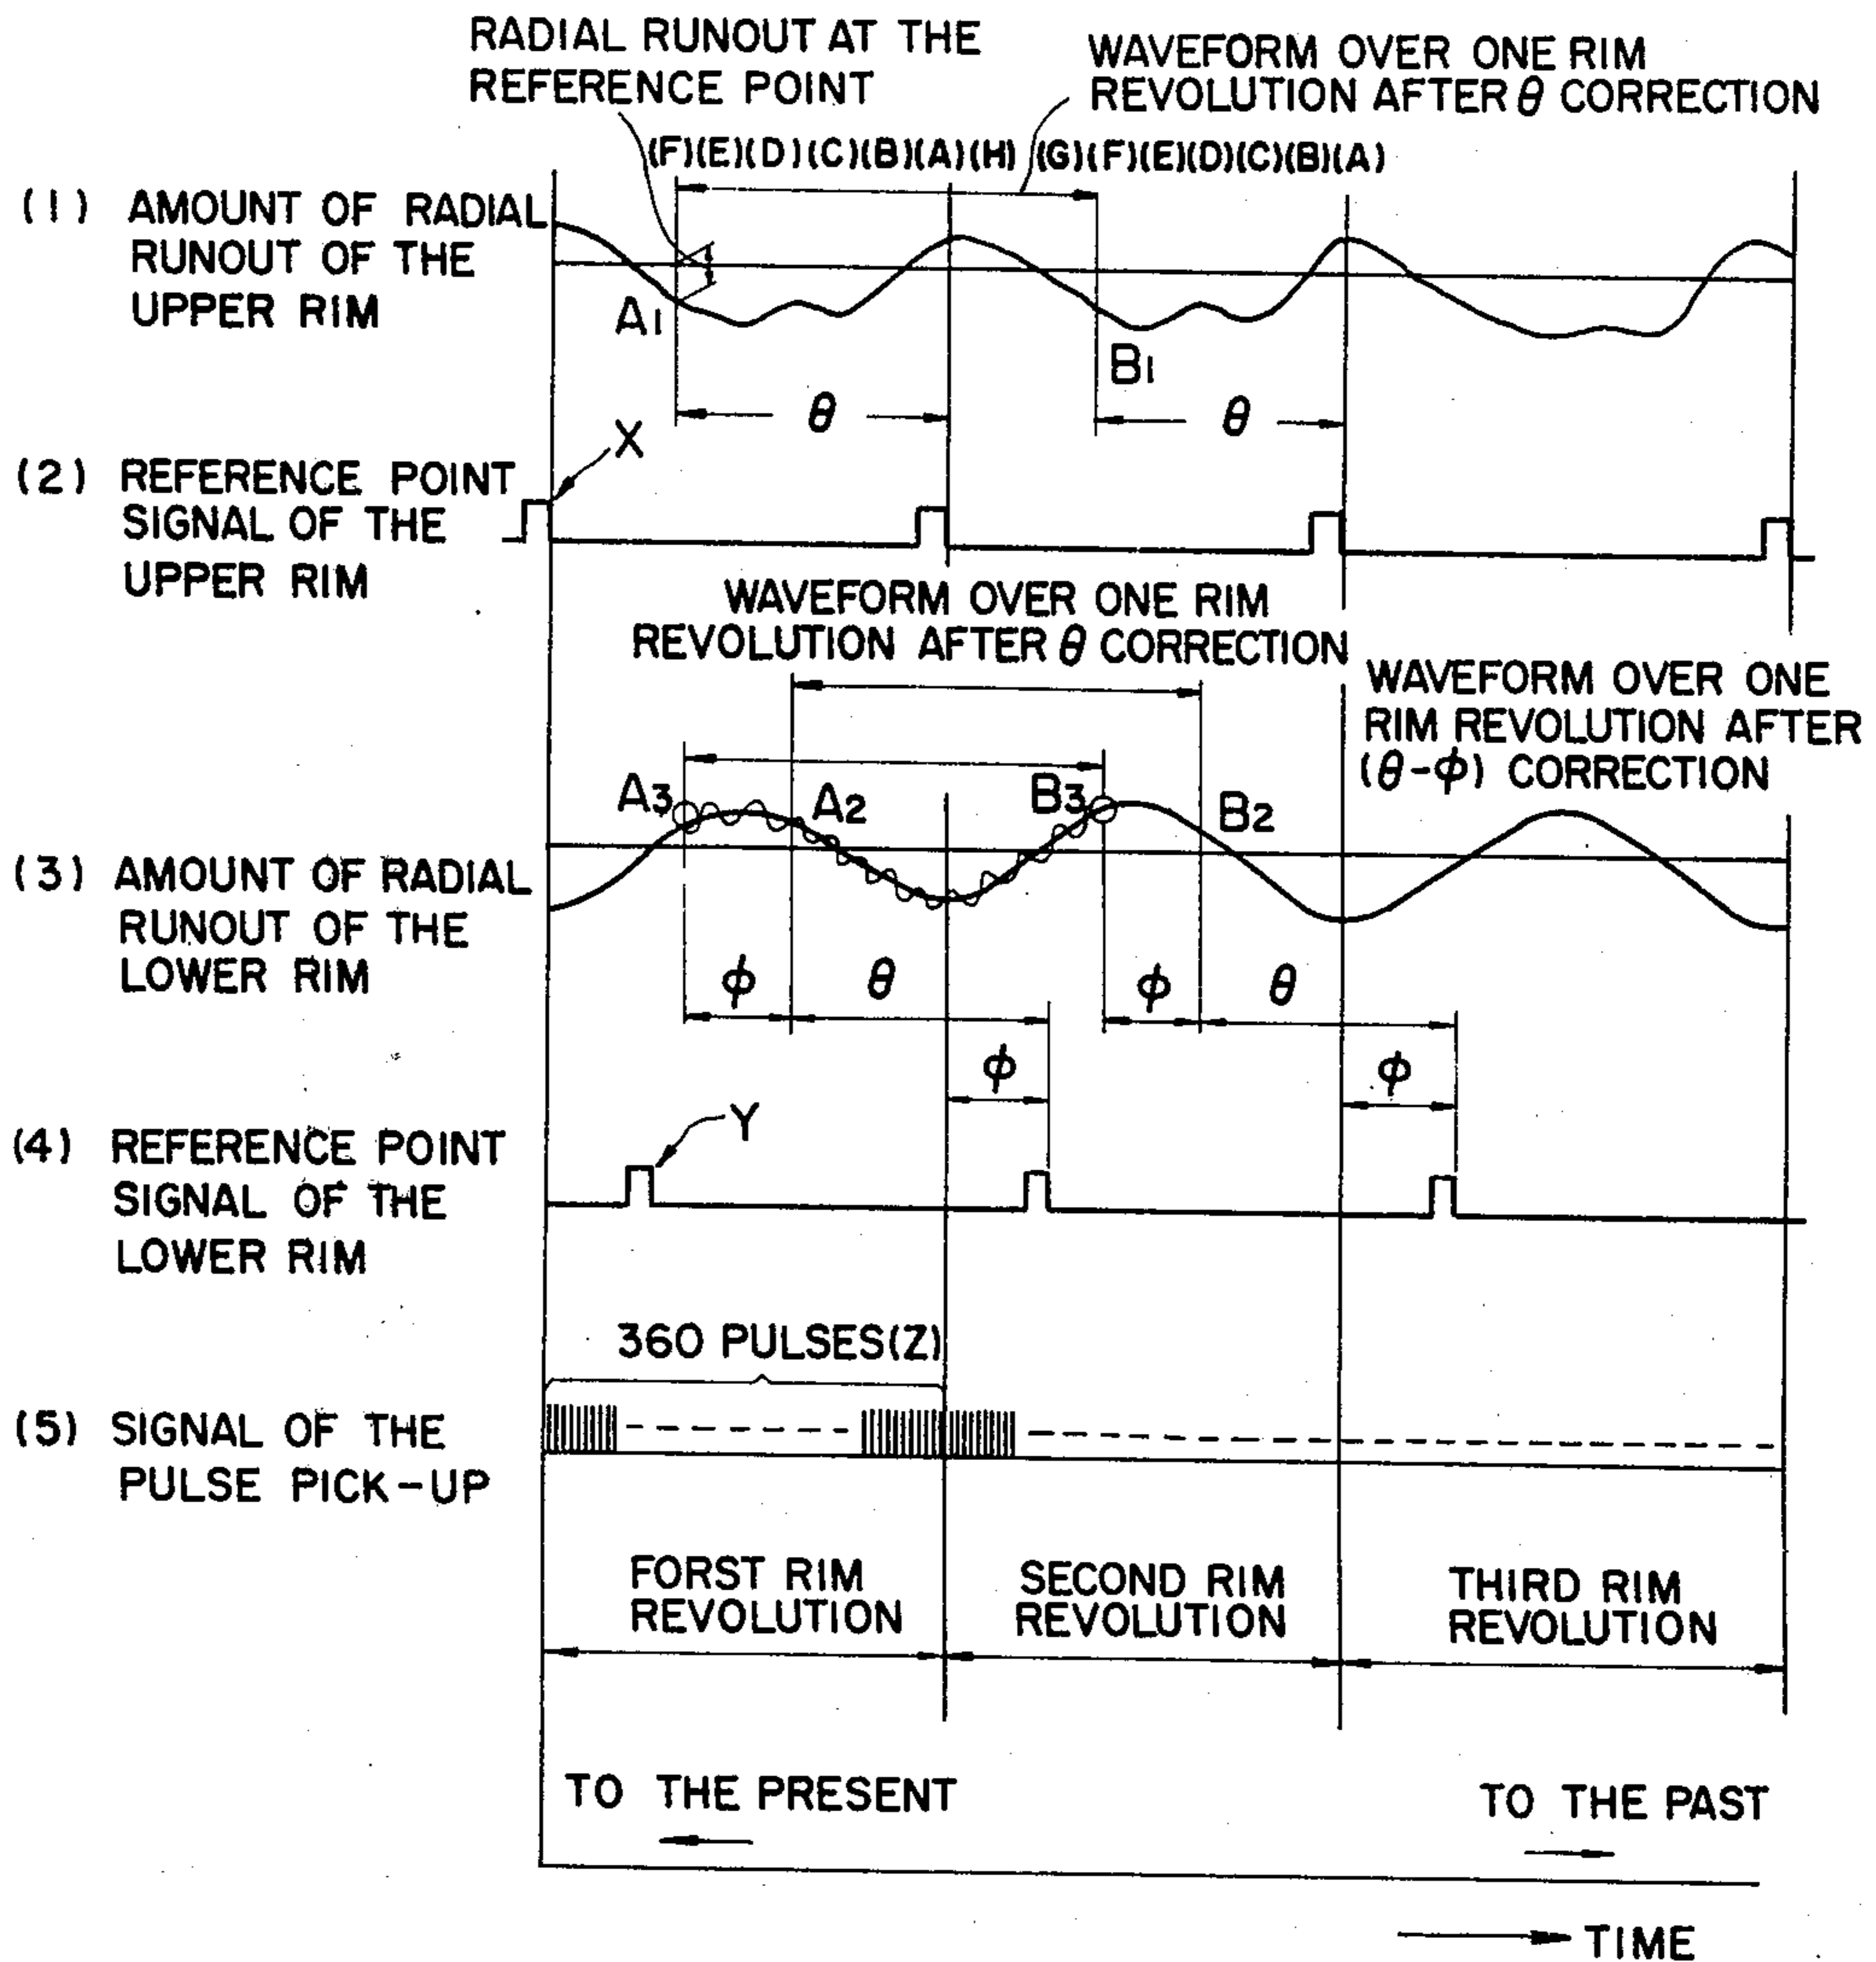 RADIAL RUNOUT AT THE
REFERENCE POINT
WAVEFORM OVER ONE RIM
REVOLUTION AFTER θ CORRECTION
(F)(E)(D)(C)(B)(A)(H) (G)(F)(E)(D)(C)(B)(A)
(1) AMOUNT OF RADIAL
RUNOUT OF THE
UPPER RIM
A1
B1
θ
θ
X
(2) REFERENCE POINT
SIGNAL OF THE
UPPER RIM
WAVEFORM OVER ONE RIM
REVOLUTION AFTER θ CORRECTION
WAVEFORM OVER ONE
RIM REVOLUTION AFTER
(θ-ϕ) CORRECTION
A3
A2
B3
B2
(3) AMOUNT OF RADIAL
RUNOUT OF THE
LOWER RIM
ϕ
θ
ϕ
θ
ϕ
ϕ
Y
(4) REFERENCE POINT
SIGNAL OF THE
LOWER RIM
360 PULSES(Z)
(5) SIGNAL OF THE
PULSE PICK-UP
FORST RIM
REVOLUTION
SECOND RIM
REVOLUTION
THIRD RIM
REVOLUTION
TO THE PRESENT
TO THE PAST
TIME